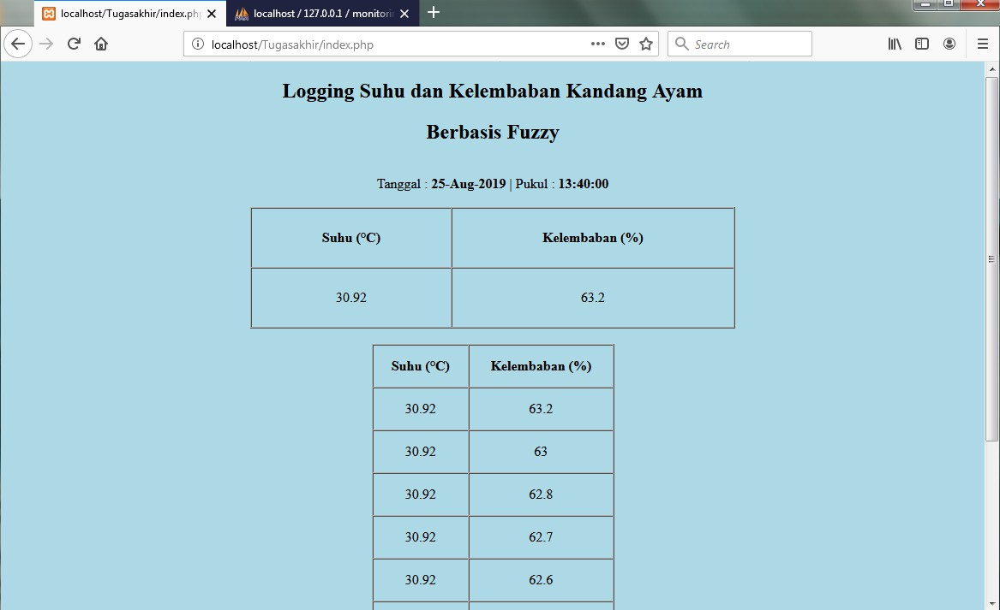 localhost/Tugasakhir/index.php
localhost / 127.0.0.1 / monitorin
localhost/Tugasakhir/index.php
Search
Logging Suhu dan Kelembaban Kandang Ayam
Berbasis Fuzzy
Tanggal : 25-Aug-2019 | Pukul : 13:40:00
Suhu (°C) Kelembaban (%)
30.92 63.2
Suhu (°C) Kelembaban (%)
30.92 63.2
30.92 63
30.92 62.8
30.92 62.7
30.92 62.6